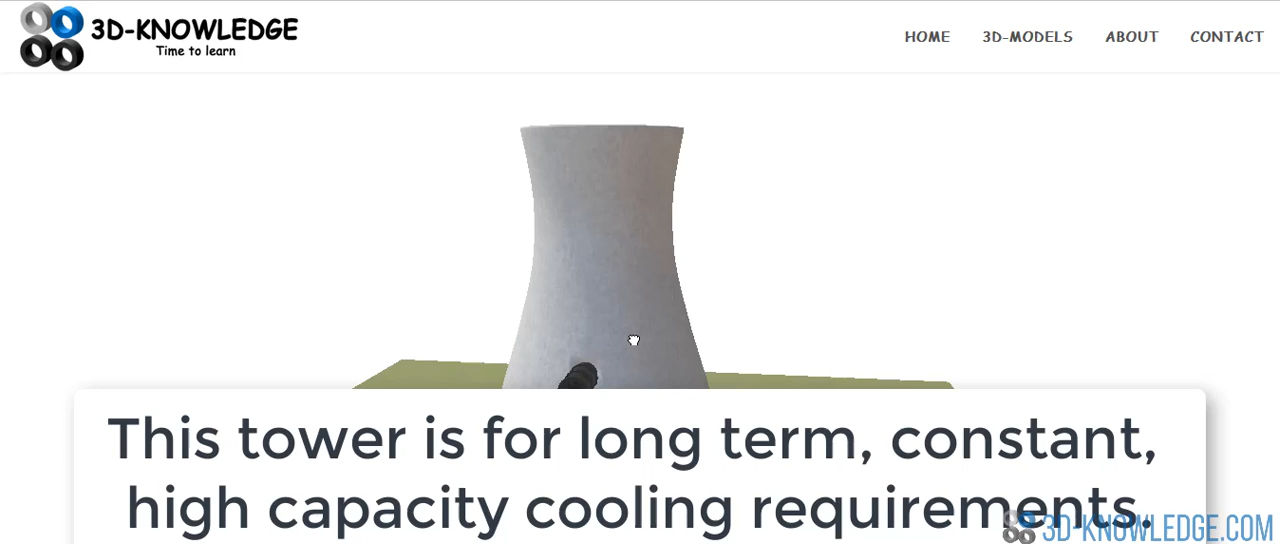 3D-KNOWLEDGE
Time to learn
HOME 3D-MODELS ABOUT CONTACT
This tower is for long term, constant,
high capacity cooling requirements.
3D-KNOWLEDGE.COM